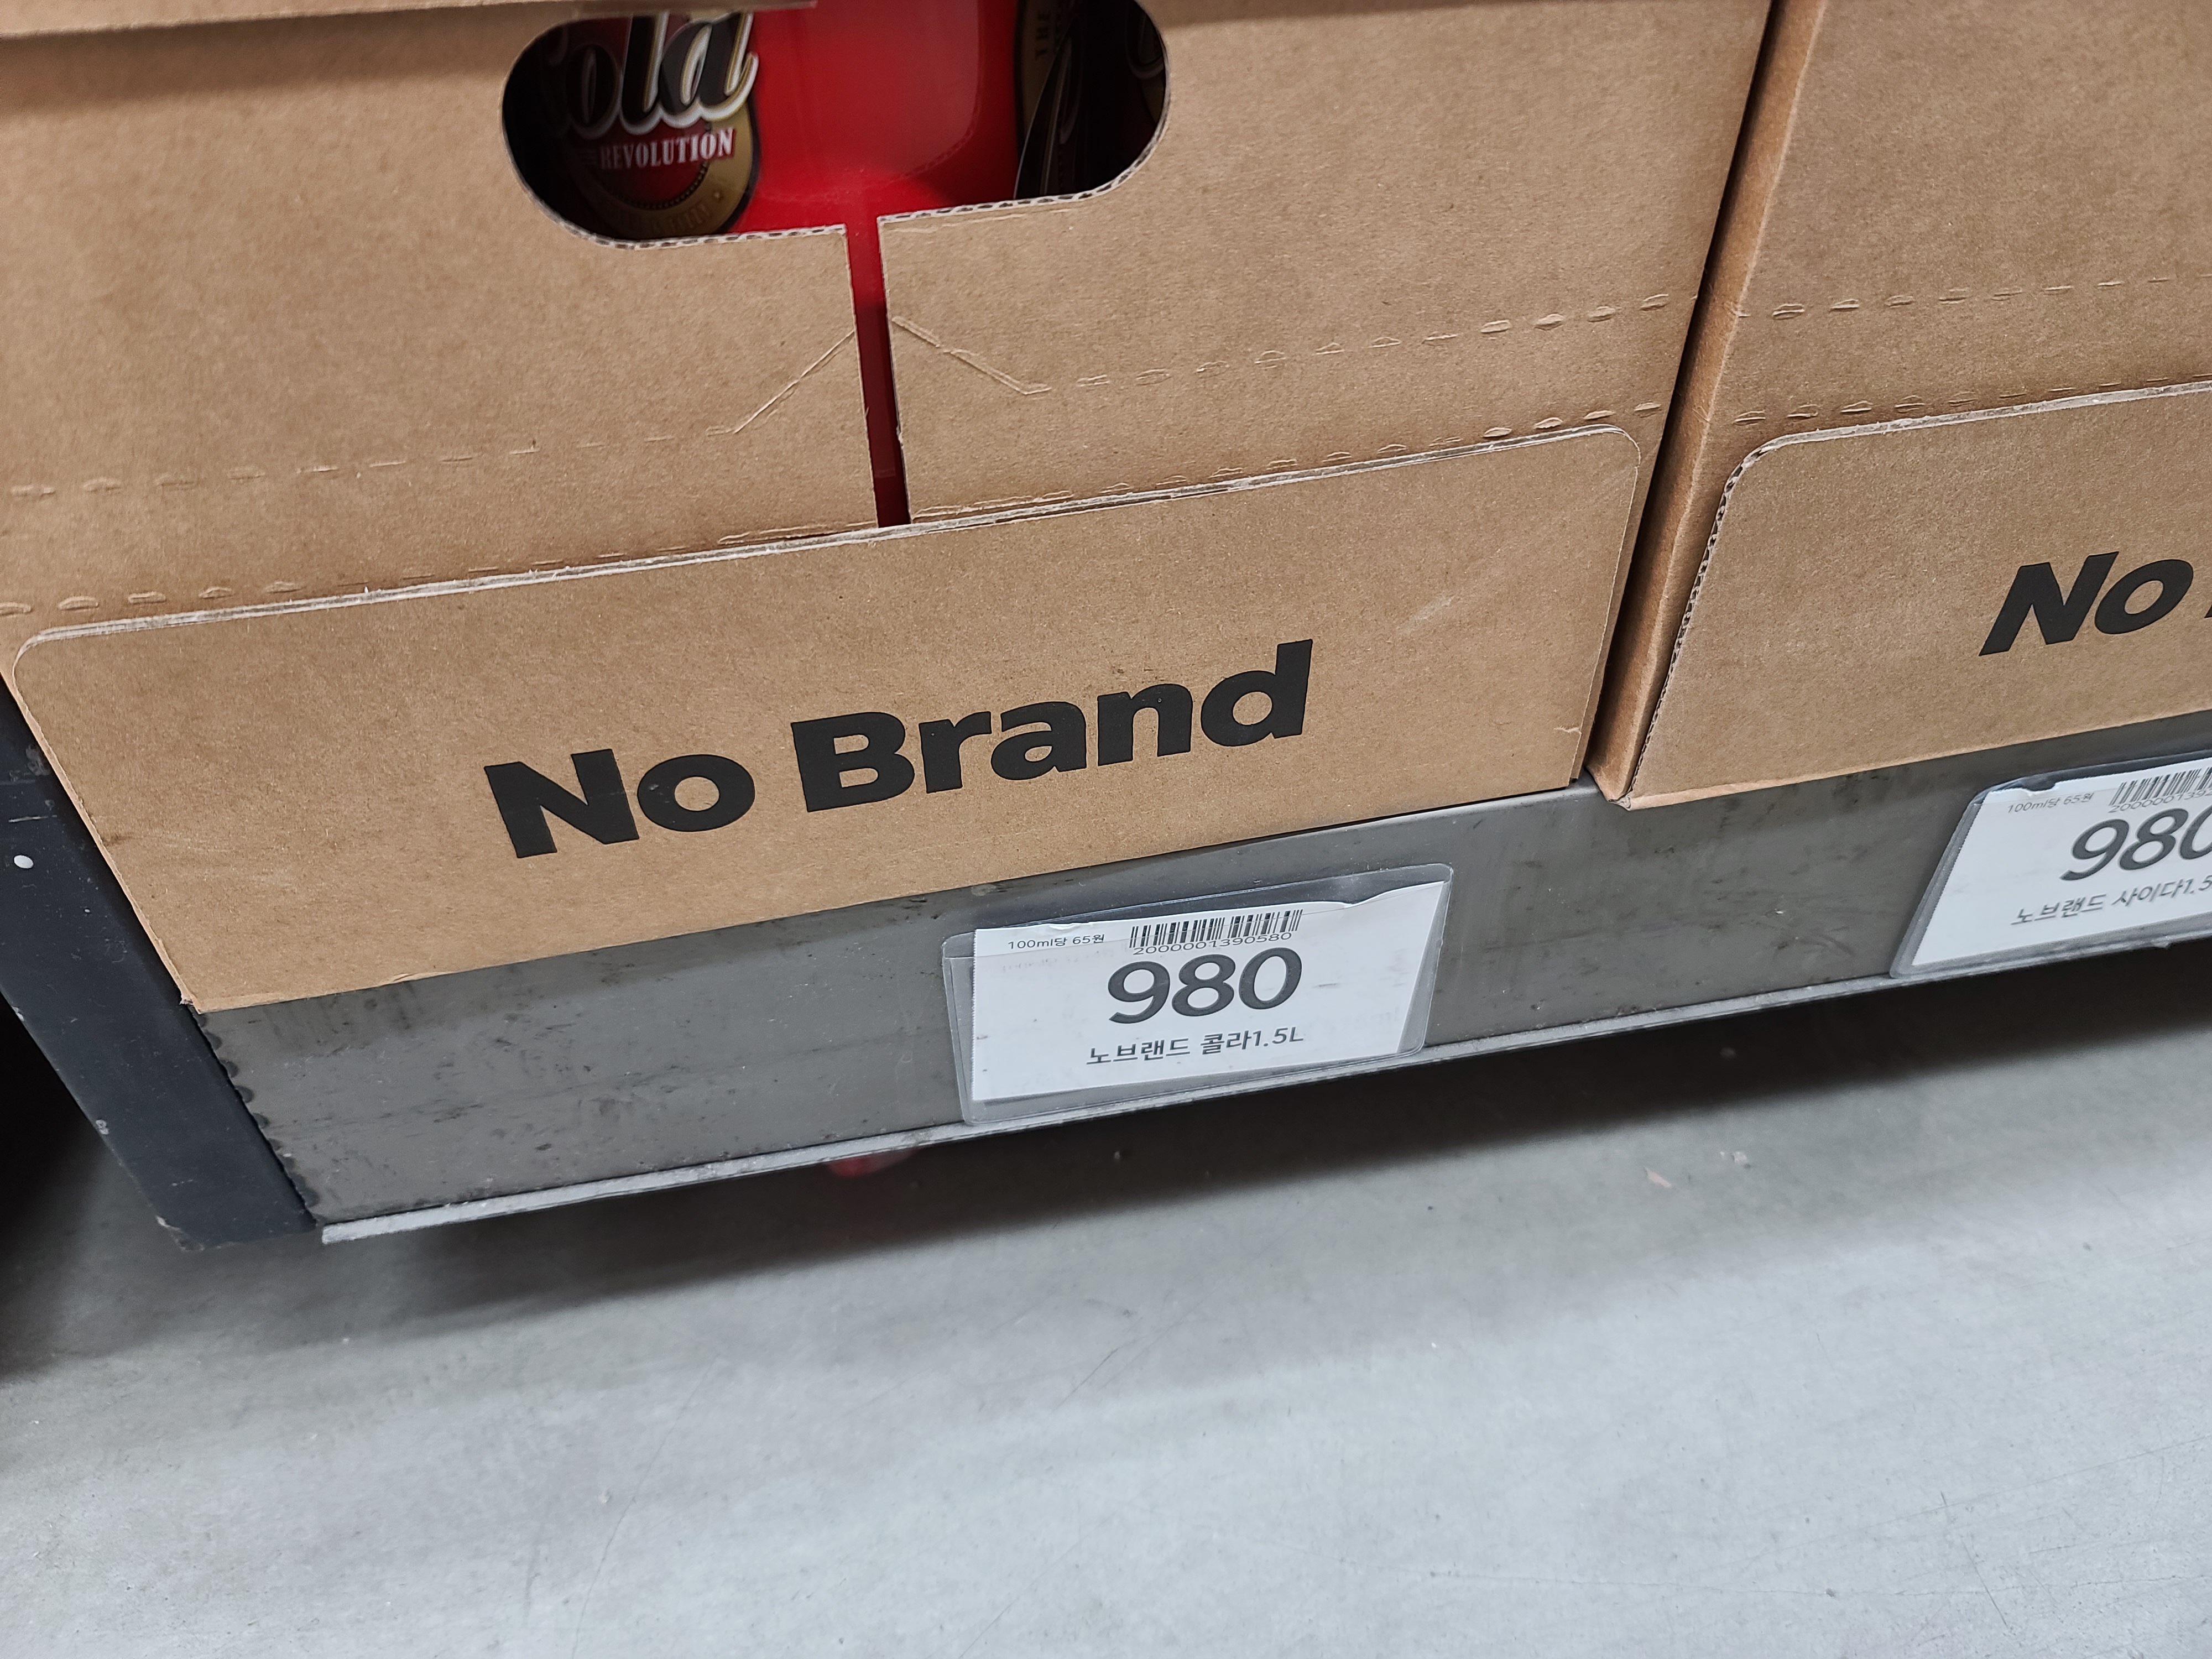 Cola
REVOLUTION
THE
No Brand
No
100ml당 65원
2000001390580
980
노브랜드 콜라1.5L
100ml당 65원
980
노브랜드 사이다1.5